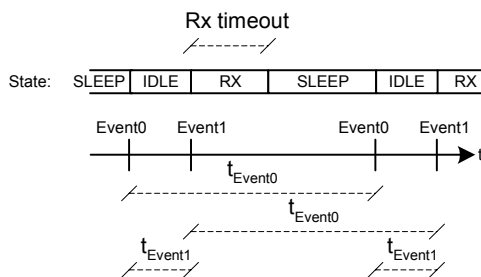 Rx timeout
State: SLEEP IDLE RX SLEEP IDLE RX
Event0 Event1 Event0 Event1
t
tEvent0
tEvent0
tEvent1 tEvent1